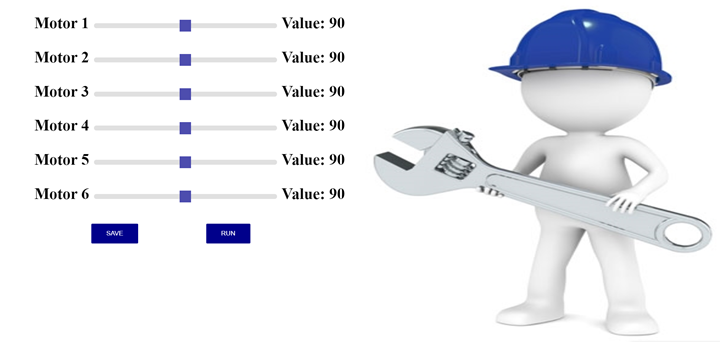 Motor 1 Value: 90
Motor 2 Value: 90
Motor 3 Value: 90
Motor 4 Value: 90
Motor 5 Value: 90
Motor 6 Value: 90
SAVE RUN